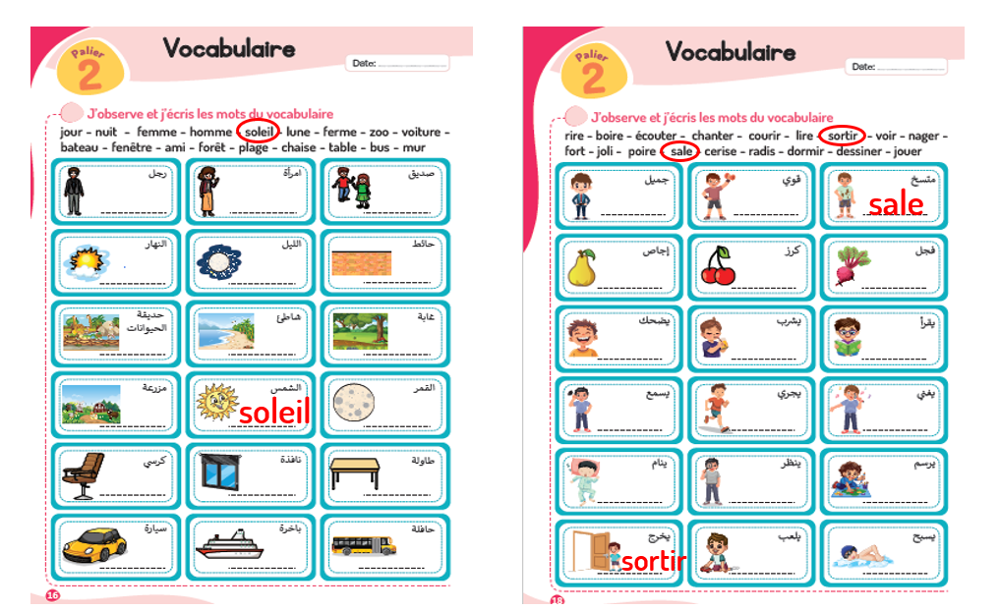 Palier
2
Vocabulaire
Date:
J'observe et j'écris les mots du vocabulaire
jour - nuit - femme - homme - soleil - lune - ferme - zoo - voiture -
bateau - fenêtre - ami - forêt - plage - chaise - table - bus - mur
رجل
امرأة
صديق
النهار
الليل
حائط
حديقة
الحيوانات
شاطئ
غابة
مزرعة
الشمس
soleil
القمر
كرسي
نافذة
طاولة
سيارة
باخرة
حافلة
16
Palier
2
Vocabulaire
Date:
J'observe et j'écris les mots du vocabulaire
rire - boire - écouter - chanter - courir - lire - sortir - voir - nager -
fort - joli - poire - sale - cerise - radis - dormir - dessiner - jouer
جميل
قوي
متسخ
sale
إجاص
كرز
فجل
يضحك
يشرب
يقرأ
يسمع
يجري
يغني
ينام
ينظر
يرسم
يخرج
sortir
يلعب
يسبح
18